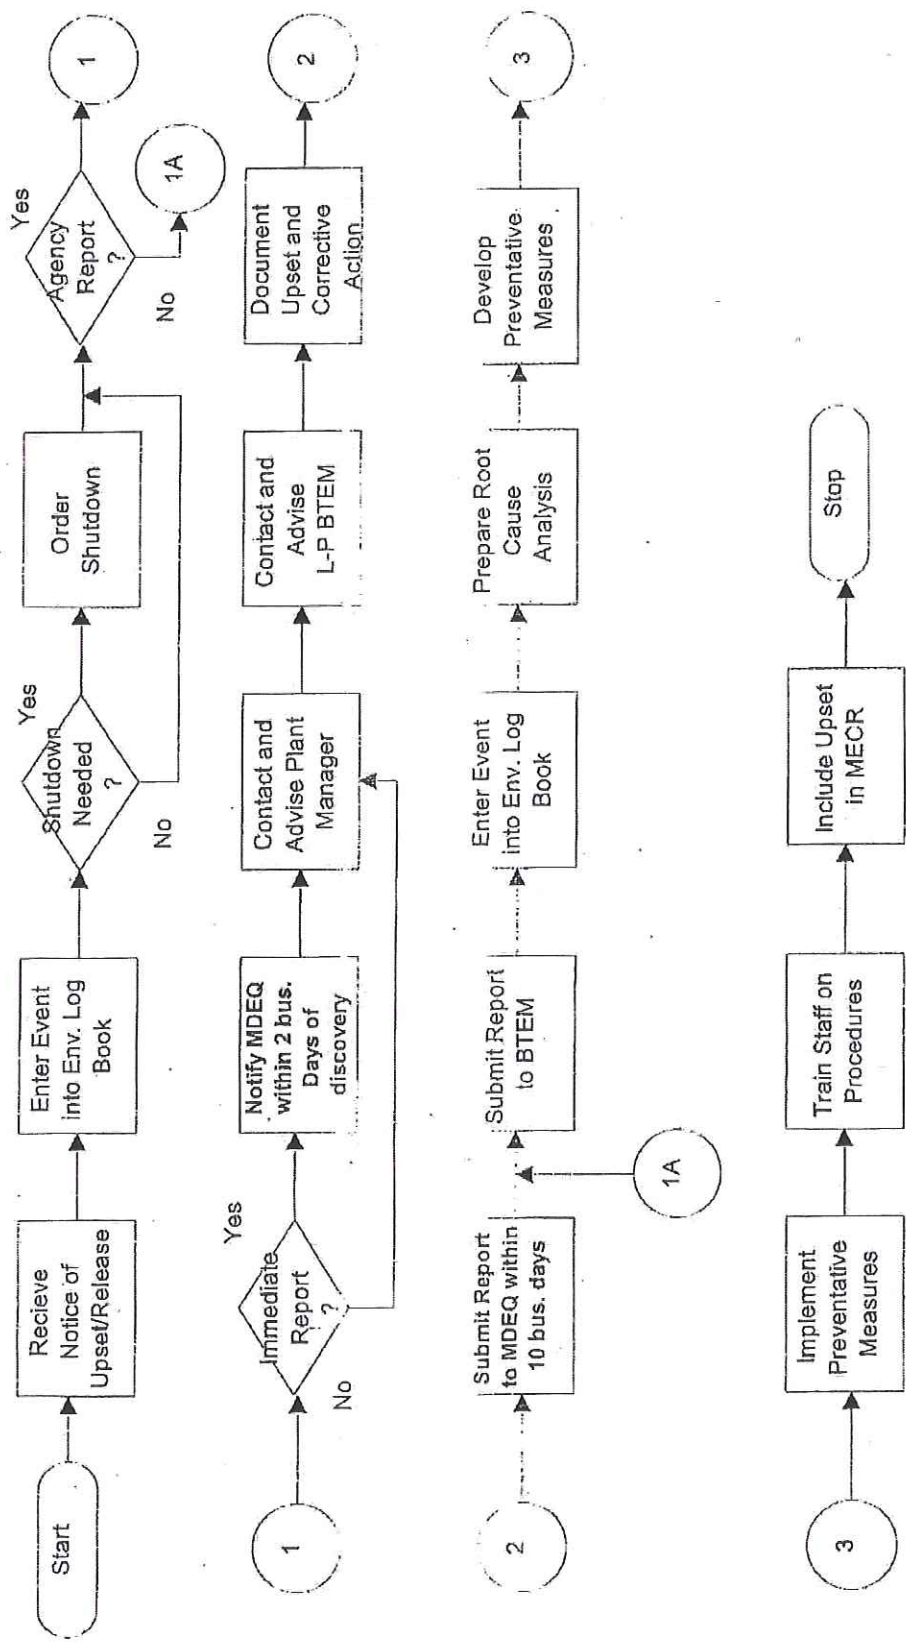 Start
Recieve
Notice of
Upset/Release
Enter Event
into Env. Log
Book
Shutdown
Needed
?
Yes
No
Order
Shutdown
Agency
Report
?
Yes
No
1
1A
1
Immediate
Report
?
Yes
No
Notify MDEQ
within 2 bus.
Days of
discovery
Contact and
Advise Plant
Manager
Contact and
Advise
L-P BTEM
Document
Upset and
Corrective
Action
2
2
Submit Report
to MDEQ within
10 bus. days
1A
Submit Report
to BTEM
Enter Event
into Env. Log
Book
Prepare Root
Cause
Analysis
Develop
Preventative
Measures
3
3
Implement
Preventative
Measures
Train Staff on
Procedures
Include Upset
in MECR
Stop